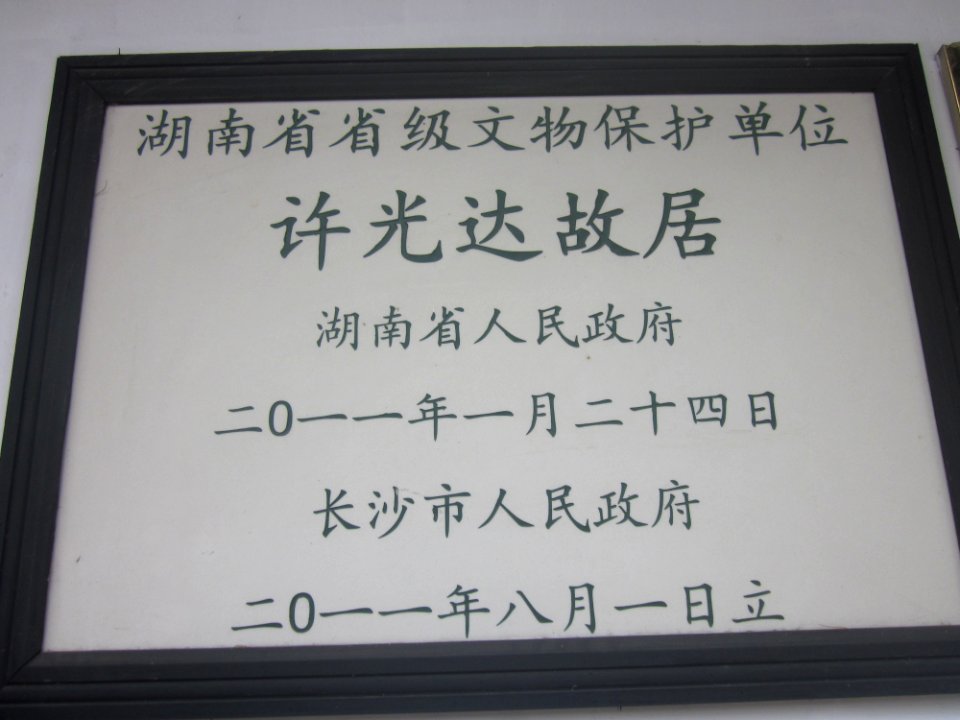 湖南省省级文物保护单位
许光达故居
湖南省人民政府
二0一一年一月二十四日
长沙市人民政府
二0一一年八月一日立